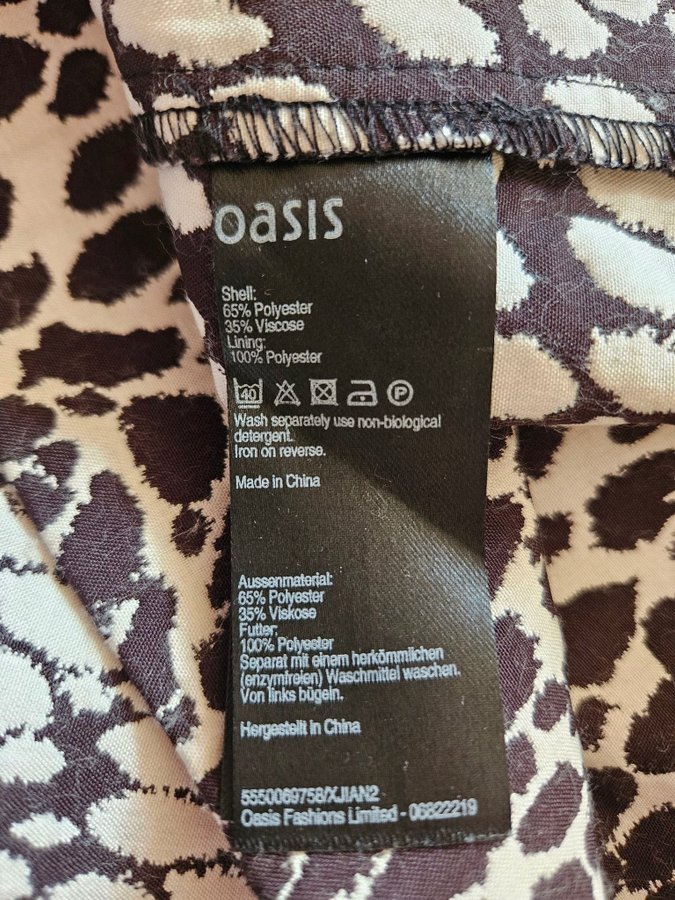 oasis
Shell:
65% Polyester
35% Viscose
Lining:
100% Polyester
40
P
Wash separately use non-biological
detergent.
Iron on reverse.
Made in China
Aussenmaterial:
65% Polyester
35% Viskose
Futter:
100% Polyester
Separat mit einem herkömmlichen
(enzymfreien) Waschmittel waschen.
Von links bügeln.
Hergestellt in China
5550069758/XJIAN2
Oasis Fashions Limited - 06822219